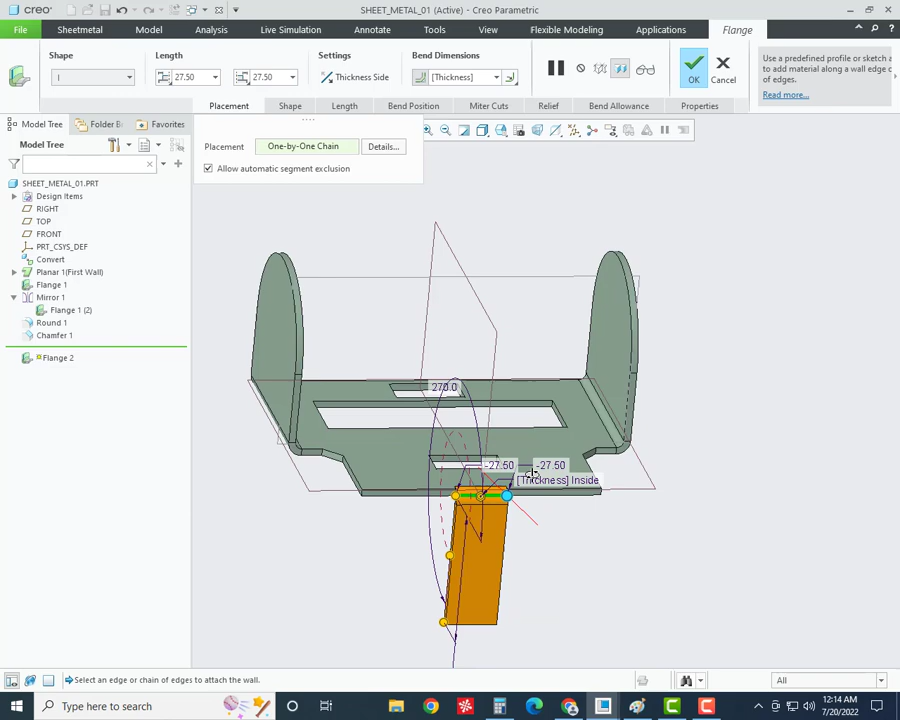 creo
SHEET_METAL_01 (Active) - Creo Parametric
File
Sheetmetal
Model
Analysis
Live Simulation
Annotate
Tools
View
Flexible Modeling
Applications
Flange
Shape
Length
Settings
Bend Dimensions
I
27.50
27.50
Thickness Side
[Thickness]
OK
Cancel
Use a predefined profile or sketch a
to add material along a wall edge c
of edges.
Read more...
Placement
Shape
Length
Bend Position
Miter Cuts
Relief
Bend Allowance
Properties
Model Tree
Folder Br
Favorites
Model Tree
Placement
One-by-One Chain
Details...
Allow automatic segment exclusion
SHEET_METAL_01.PRT
Design Items
RIGHT
TOP
FRONT
PRT_CSYS_DEF
Convert
Planar 1(First Wall)
Flange 1
Mirror 1
Flange 1 (2)
Round 1
Chamfer 1
Flange 2
270.0
-27.50
-27.50
[Thickness] Inside
Select an edge or chain of edges to attach the wall.
All
Type here to search
12:14 AM
7/20/2022